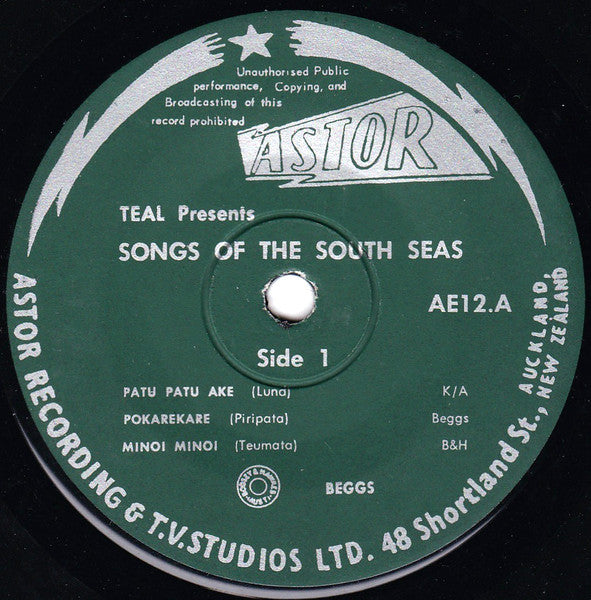 Unauthorised Public
performance, Copying, and
Broadcasting of this
record prohibited
ASTOR
TEAL Presents
SONGS OF THE SOUTH SEAS
AE12.A
Side 1
PATU PATU AKE (Luna) K/A
POKAREKARE (Piripata) Beggs
MINOI MINOI (Teumata) B&H
BEGGS
ASTOR RECORDING & T.V.STUDIOS LTD. 48 Shortland St., AUCKLAND,
NEW ZEALAND